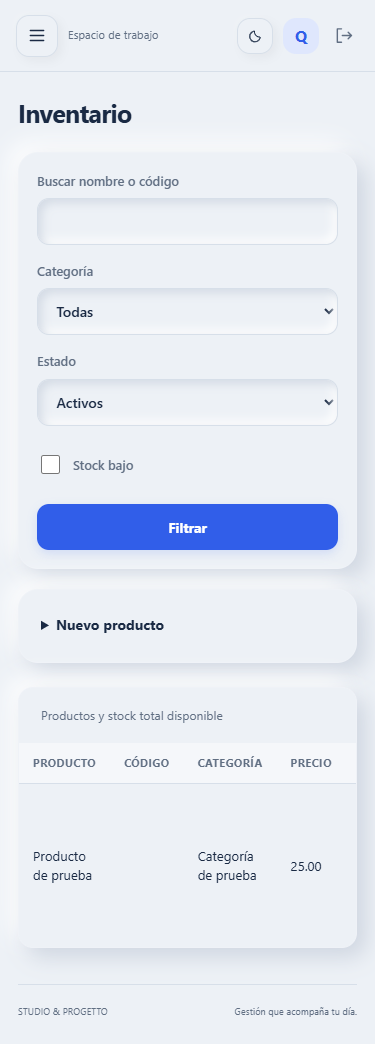 Espacio de trabajo
Q
Inventario
Buscar nombre o código
Categoría
Todas
Estado
Activos
Stock bajo
Filtrar
Nuevo producto
Productos y stock total disponible
PRODUCTO CÓDIGO CATEGORÍA PRECIO
Producto de prueba Categoría de prueba 25.00
STUDIO & PROGETTO Gestión que acompaña tu día.